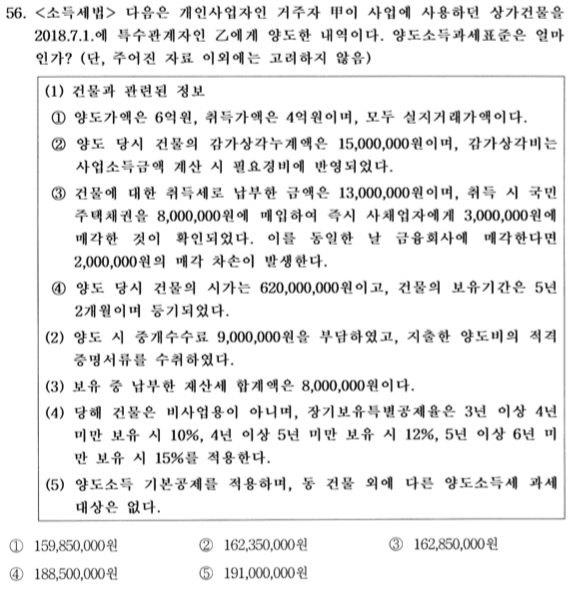 56. <소득세법> 다음은 개인사업자인 거주자 甲이 사업에 사용하던 상가건물을
2018.7.1.에 특수관계자인 乙에게 양도한 내역이다. 양도소득과세표준은 얼마
인가? (단, 주어진 자료 이외에는 고려하지 않음)
(1) 건물과 관련된 정보
① 양도가액은 6억원, 취득가액은 4억원이며, 모두 실지거래가액이다.
② 양도 당시 건물의 감가상각누계액은 15,000,000원이며, 감가상각비는
사업소득금액 계산 시 필요경비에 반영되었다.
③ 건물에 대한 취득세로 납부한 금액은 13,000,000원이며, 취득 시 국민
주택채권을 8,000,000원에 매입하여 즉시 사채업자에게 3,000,000원에
매각한 것이 확인되었다. 이를 동일한 날 금융회사에 매각한다면
2,000,000원의 매각 차손이 발생한다.
④ 양도 당시 건물의 시가는 620,000,000원이고, 건물의 보유기간은 5년
2개월이며 등기되었다.
(2) 양도 시 중개수수료 9,000,000원을 부담하였고, 지출한 양도비의 적격
증명서류를 수취하였다.
(3) 보유 중 납부한 재산세 합계액은 8,000,000원이다.
(4) 당해 건물은 비사업용이 아니며, 장기보유특별공제율은 3년 이상 4년
미만 보유 시 10%, 4년 이상 5년 미만 보유 시 12%, 5년 이상 6년 미
만 보유 시 15%를 적용한다.
(5) 양도소득 기본공제를 적용하며, 동 건물 외에 다른 양도소득세 과세
대상은 없다.
① 159,850,000원 ② 162,350,000원 ③ 162,850,000원
④ 188,500,000원 ⑤ 191,000,000원